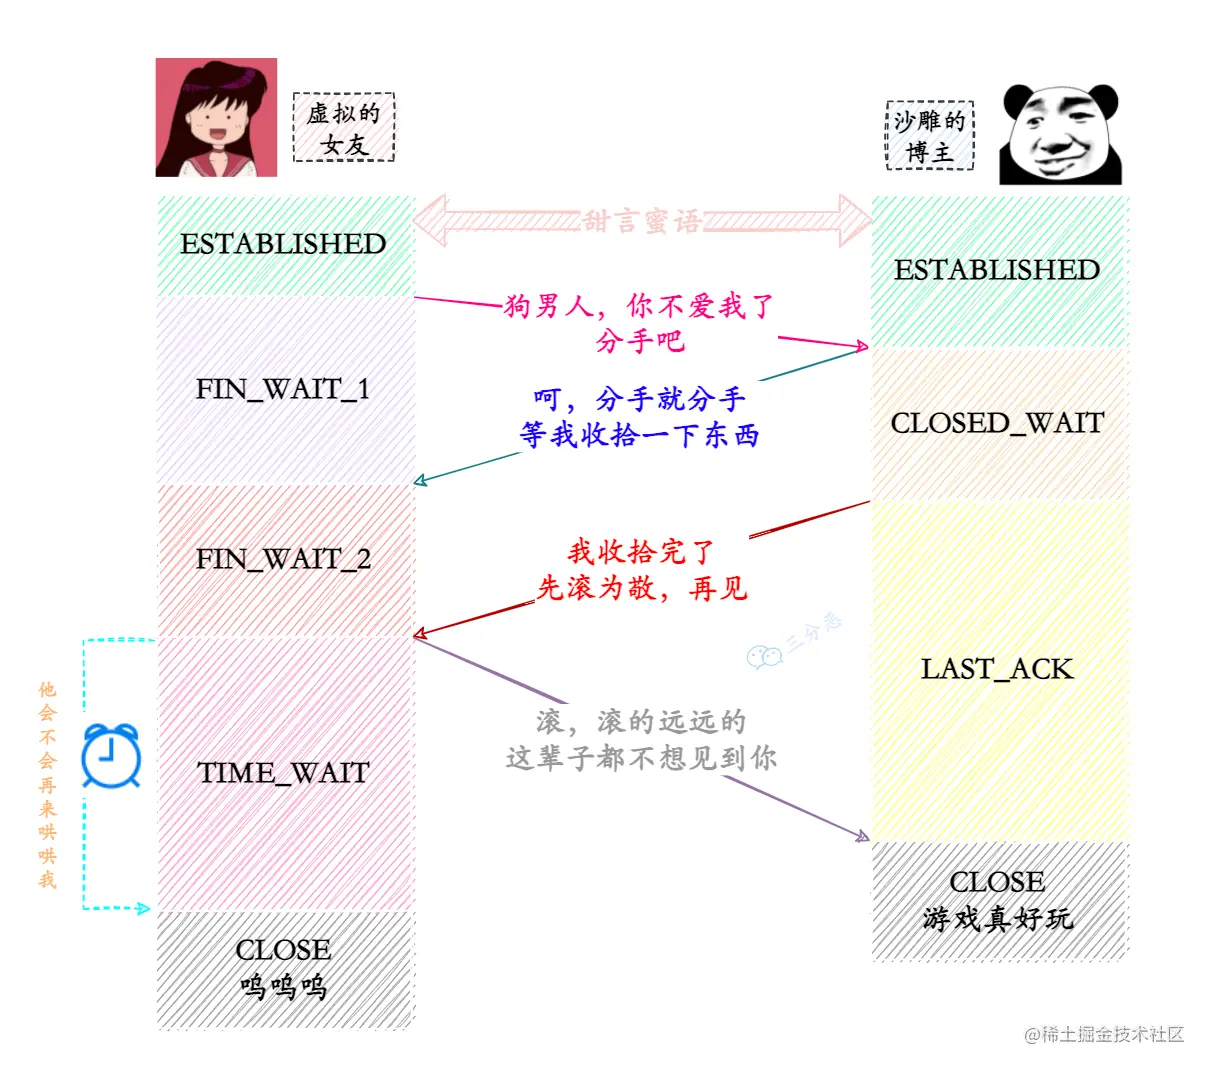 虚拟的
女友
沙雕的
博主
甜言蜜语
ESTABLISHED
ESTABLISHED
狗男人，你不爱我了
分手吧
FIN_WAIT_1
呵，分手就分手
等我收拾一下东西
CLOSED_WAIT
FIN_WAIT_2
我收拾完了
先滚为敬，再见
三分恶
LAST_ACK
他会不会再来哄哄我
滚，滚的远远的
这辈子都不想见到你
TIME_WAIT
CLOSE
游戏真好玩
CLOSE
呜呜呜
@稀土掘金技术社区